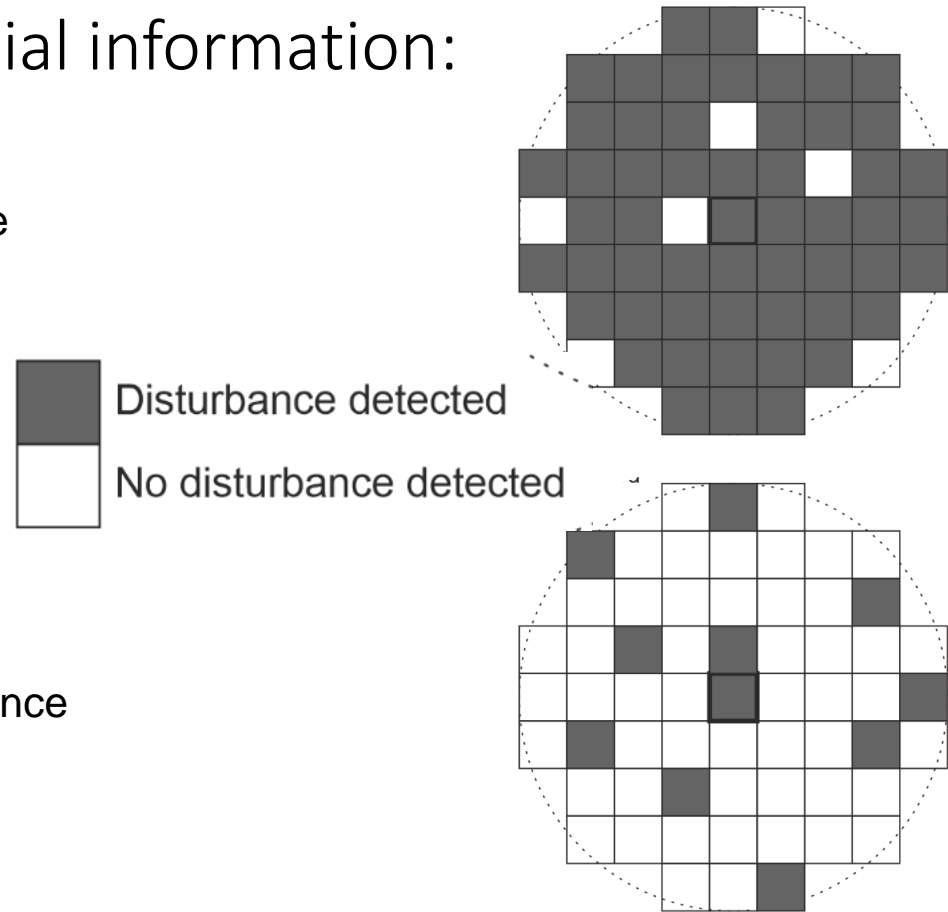 ial information:
e
Disturbance detected
No disturbance detected
nce